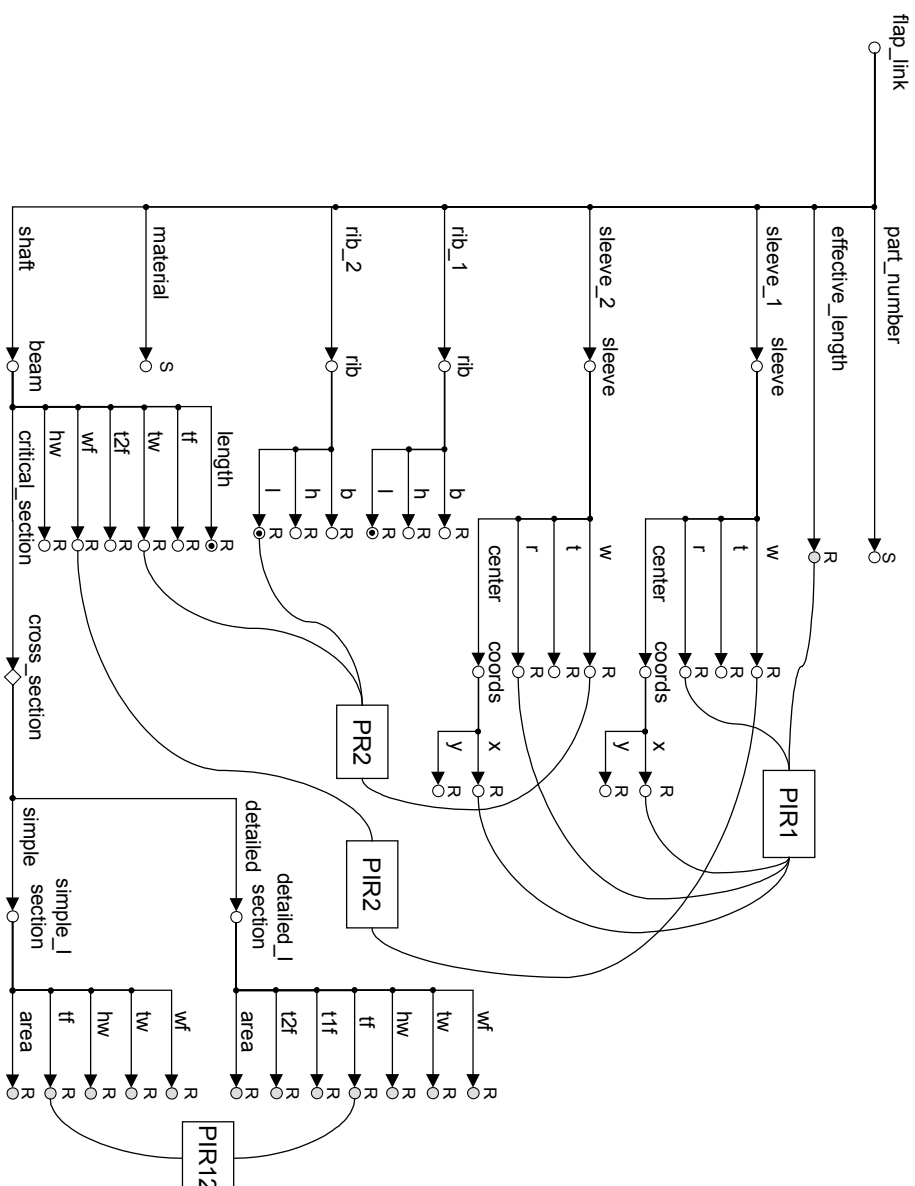 flap_link
part_number
S
effective_length
R
sleeve_1
sleeve
w
R
t
R
r
R
center
coords
x
R
y
R
sleeve_2
sleeve
w
R
t
R
r
R
center
coords
x
R
y
R
rib_1
rib
b
R
h
R
l
R
rib_2
rib
b
R
h
R
l
R
material
S
shaft
beam
length
R
tf
R
tw
R
t2f
R
wf
R
hw
R
critical_section
cross_section
detailed
detailed_I
section
section
wf
R
tw
R
hw
R
tf
R
t1f
R
t2f
R
area
R
simple
simple_I
section
wf
R
tw
R
hw
R
tf
R
area
R
PIR1
PR2
PIR2
PIR12